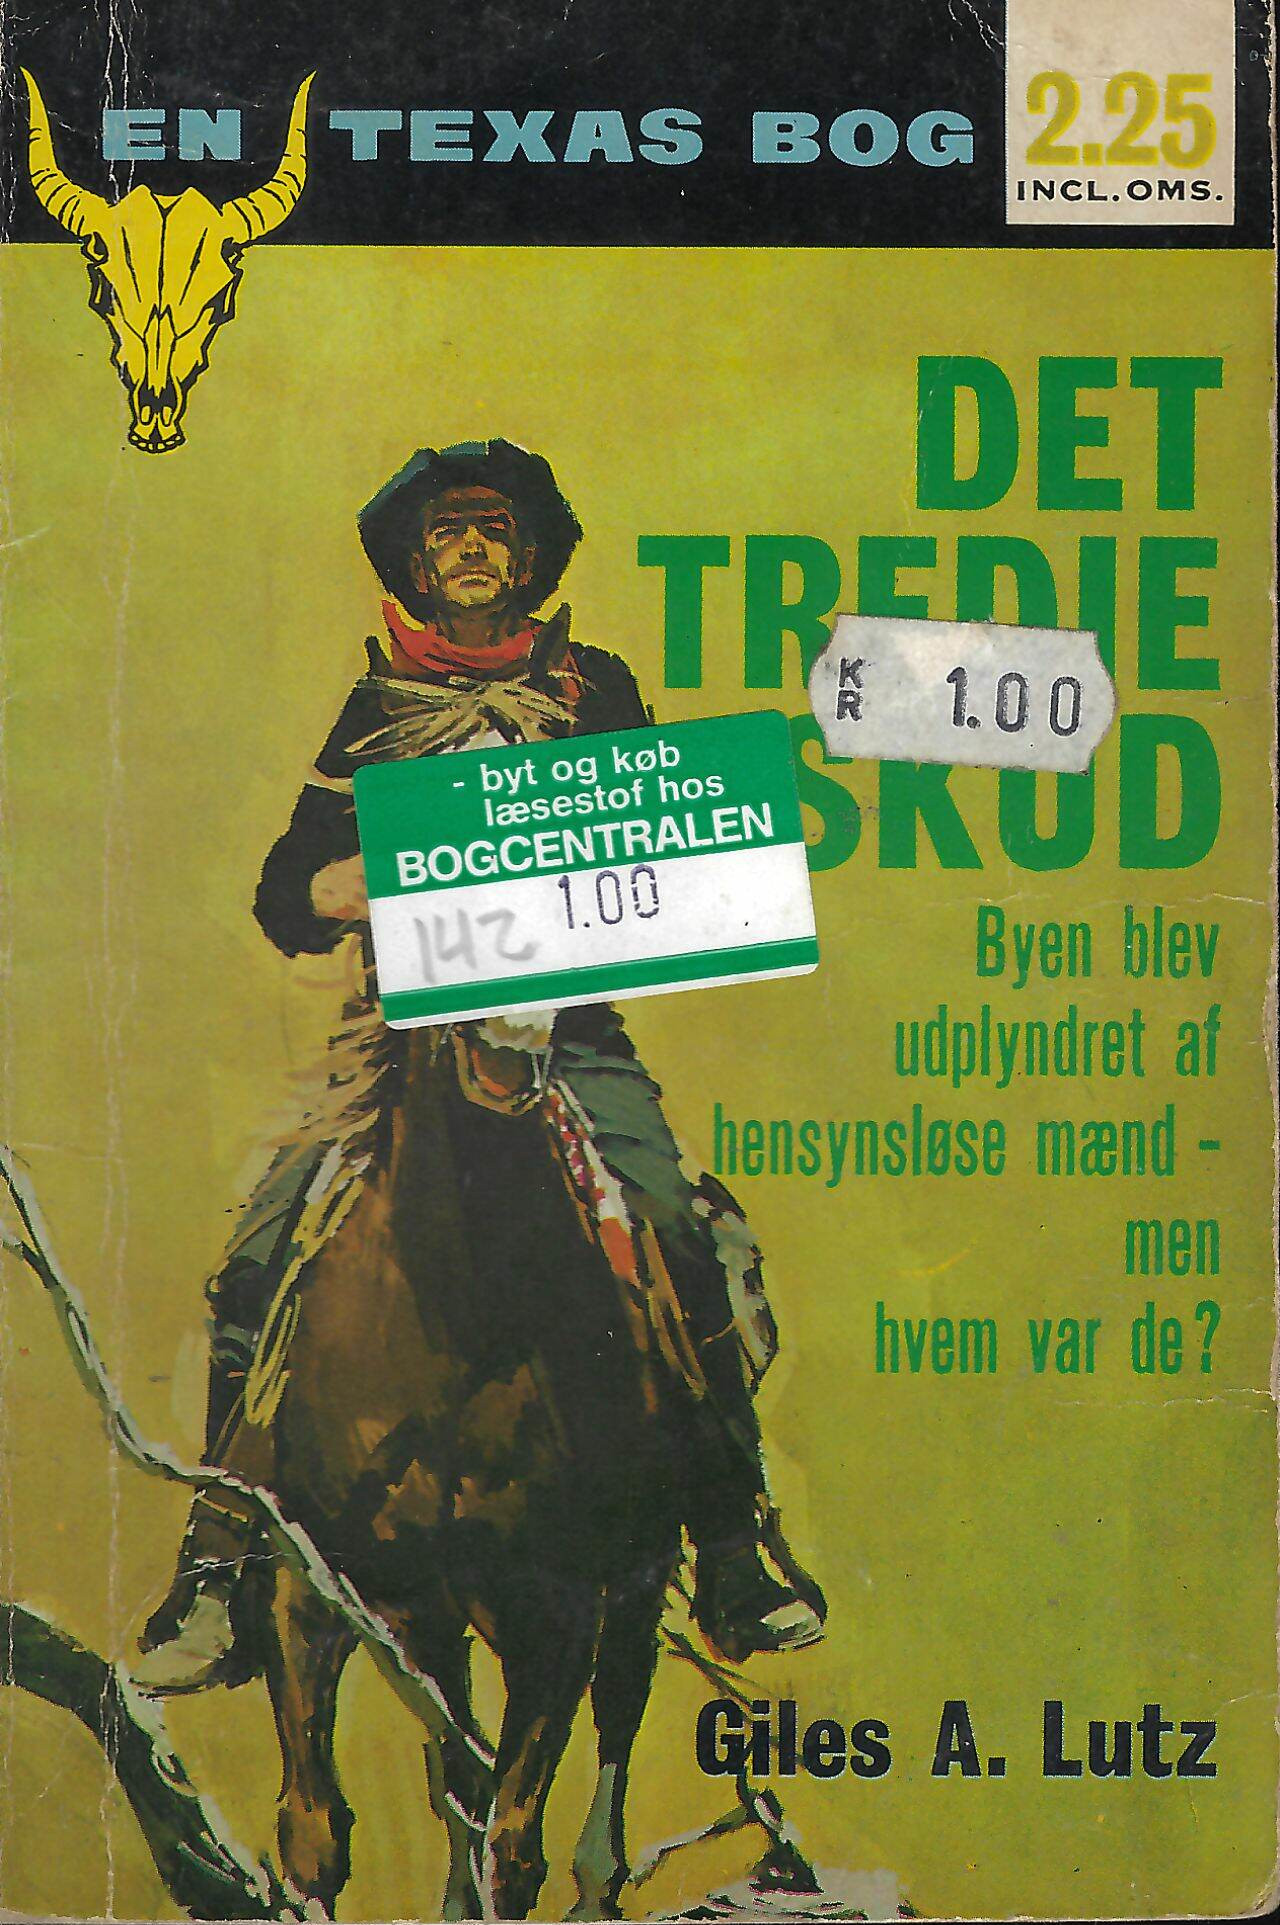 EN TEXAS BOG
2.25
INCL. OMS.
DET
TREDIE
SKUD
KR 1.00
- byt og køb
læsestof hos
BOGCENTRALEN
1.00
142
Byen blev
udplyndret af
hensynsløse mænd -
men
hvem var de?
Giles A. Lutz